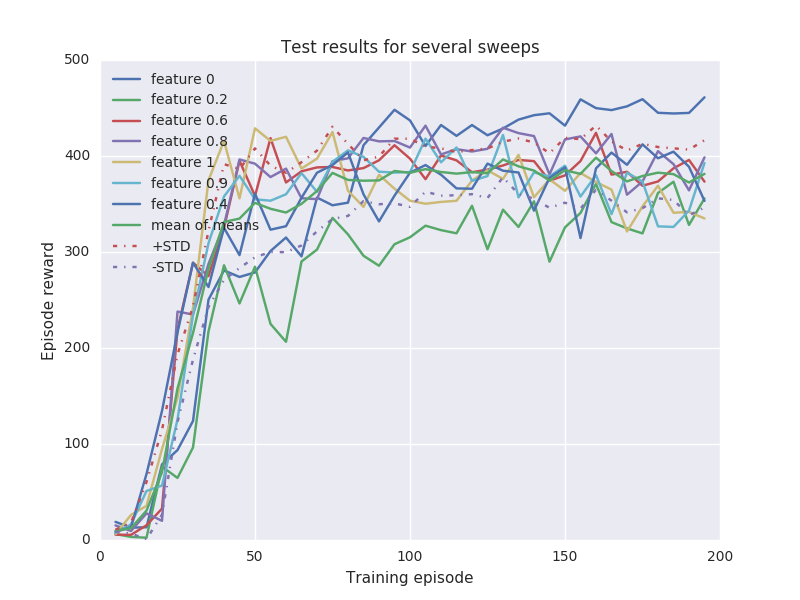 Test results for several sweeps
500
400
300
200
100
0
Episode reward
feature 0
feature 0.2
feature 0.6
feature 0.8
feature 1
feature 0.9
feature 0.4
mean of means
+STD
-STD
0
50
100
150
200
Training episode